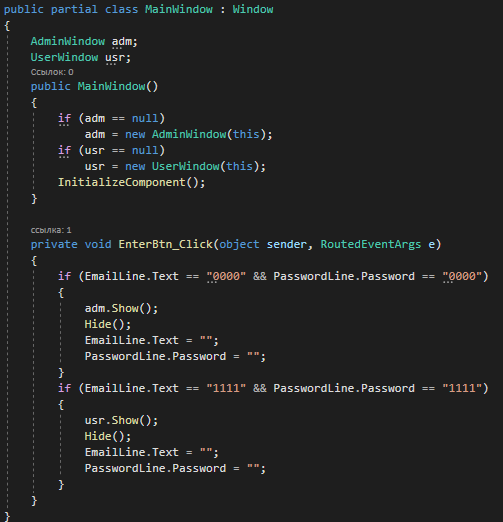 public partial class MainWindow : Window
{
    AdminWindow adm;
    UserWindow usr;
    Ссылок: 0
    public MainWindow()
    {
        if (adm == null)
            adm = new AdminWindow(this);
        if (usr == null)
            usr = new UserWindow(this);
        InitializeComponent();
    }
    ссылка: 1
    private void EnterBtn_Click(object sender, RoutedEventArgs e)
    {
        if (EmailLine.Text == "0000" && PasswordLine.Password == "0000")
        {
            adm.Show();
            Hide();
            EmailLine.Text = "";
            PasswordLine.Password = "";
        }
        if (EmailLine.Text == "1111" && PasswordLine.Password == "1111")
        {
            usr.Show();
            Hide();
            EmailLine.Text = "";
            PasswordLine.Password = "";
        }
    }
}